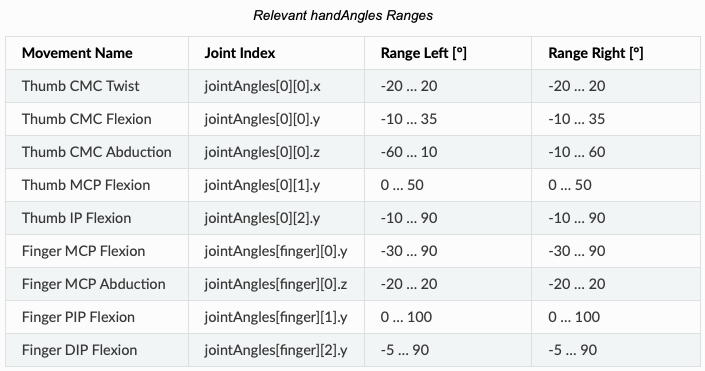 Relevant handAngles Ranges
Movement Name Joint Index Range Left [°] Range Right [°]
Thumb CMC Twist jointAngles[0][0].x -20 ... 20 -20 ... 20
Thumb CMC Flexion jointAngles[0][0].y -10 ... 35 -10 ... 35
Thumb CMC Abduction jointAngles[0][0].z -60 ... 10 -10 ... 60
Thumb MCP Flexion jointAngles[0][1].y 0 ... 50 0 ... 50
Thumb IP Flexion jointAngles[0][2].y -10 ... 90 -10 ... 90
Finger MCP Flexion jointAngles[finger][0].y -30 ... 90 -30 ... 90
Finger MCP Abduction jointAngles[finger][0].z -20 ... 20 -20 ... 20
Finger PIP Flexion jointAngles[finger][1].y 0 ... 100 0 ... 100
Finger DIP Flexion jointAngles[finger][2].y -5 ... 90 -5 ... 90